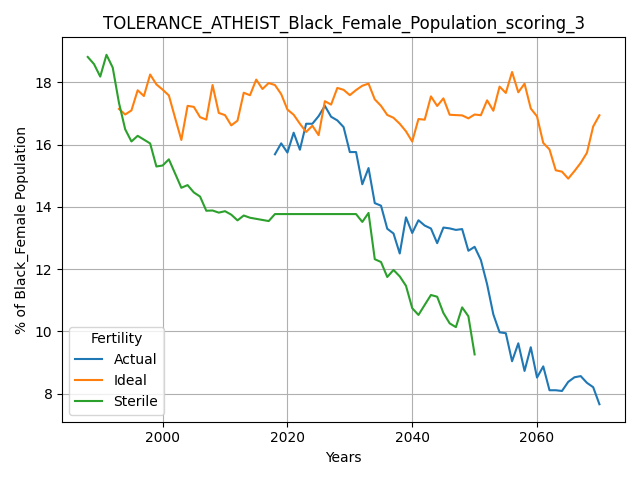 TOLERANCE_ATHEIST_Black_Female_Population_scoring_3
% of Black_Female Population
18
16
14
12
10
8
Fertility
Actual
Ideal
Sterile
2000
2020
2040
2060
Years